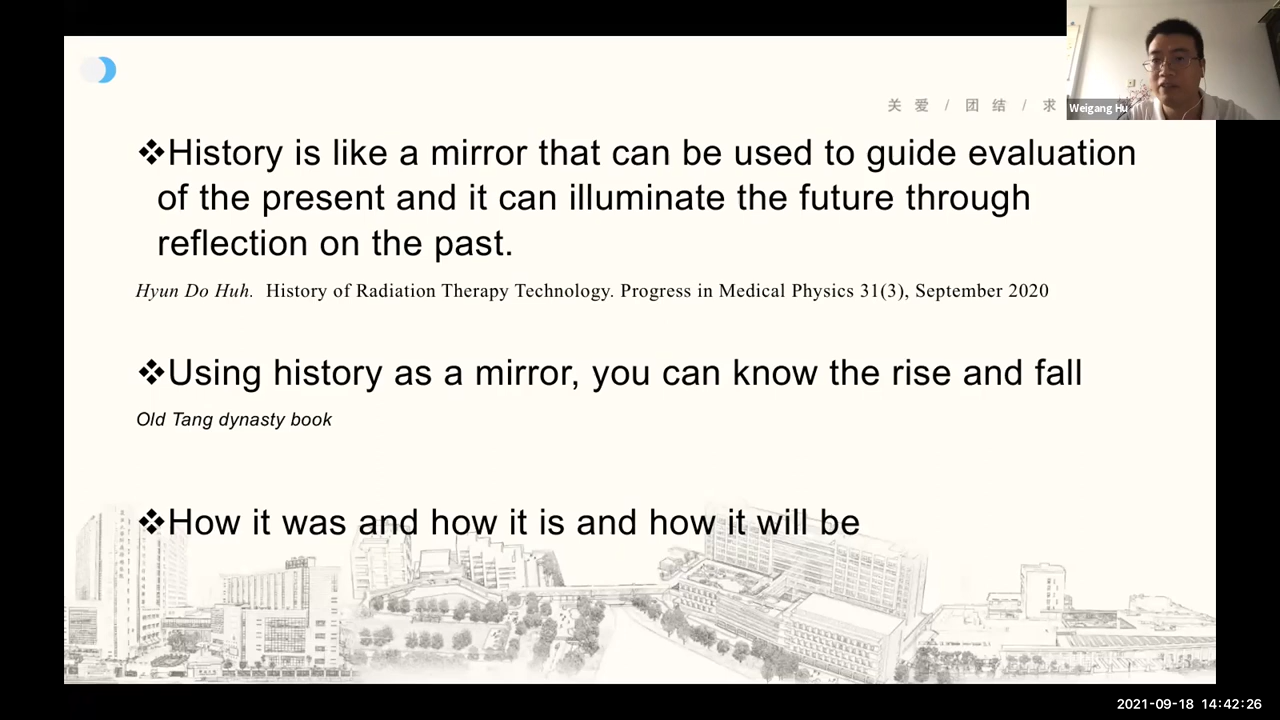 关 爱 / 团 结 / 求
Weigang Hu
❖History is like a mirror that can be used to guide evaluation
of the present and it can illuminate the future through
reflection on the past.
Hyun Do Huh. History of Radiation Therapy Technology. Progress in Medical Physics 31(3), September 2020
❖Using history as a mirror, you can know the rise and fall
Old Tang dynasty book
❖How it was and how it is and how it will be
2021-09-18 14:42:26